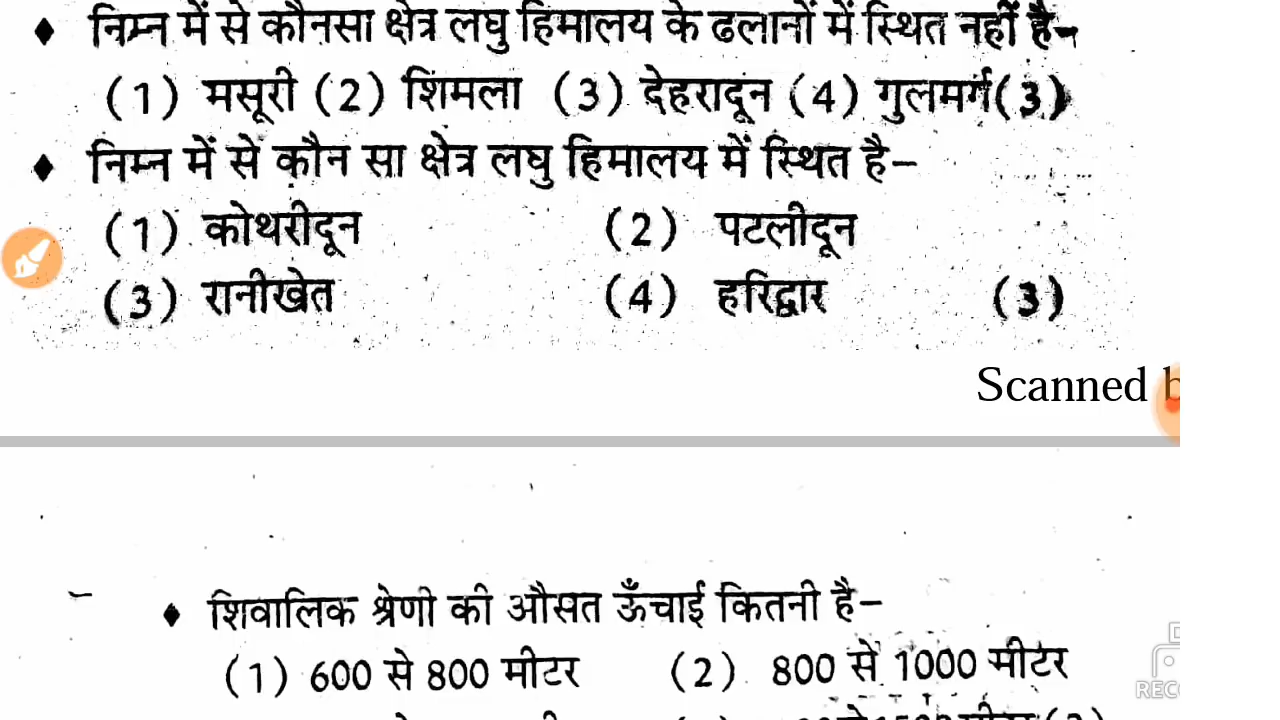 ♦ निम्न में से कौनसा क्षेत्र लघु हिमालय के ढलानों में स्थित नहीं है-
(1) मसूरी (2) शिमला (3) देहरादून (4) गुलमर्ग(3)
♦ निम्न में से कौन सा क्षेत्र लघु हिमालय में स्थित है–
(1) कोथरीदून (2) पटलीदून
(3) रानीखेत (4) हरिद्वार (3)
Scanned
♦ शिवालिक श्रेणी की औसत ऊँचाई कितनी है–
(1) 600 से 800 मीटर (2) 800 से 1000 मीटर
REC